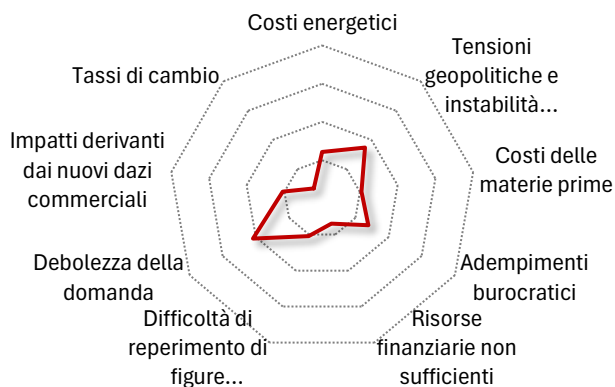 Costi energetici
Tensioni
geopolitiche e
instabilità...
Costi delle
materie prime
Adempimenti
burocratici
Risorse
finanziarie non
sufficienti
Difficoltà di
reperimento di
figure...
Debolezza della
domanda
Impatti derivanti
dai nuovi dazi
commerciali
Tassi di cambio